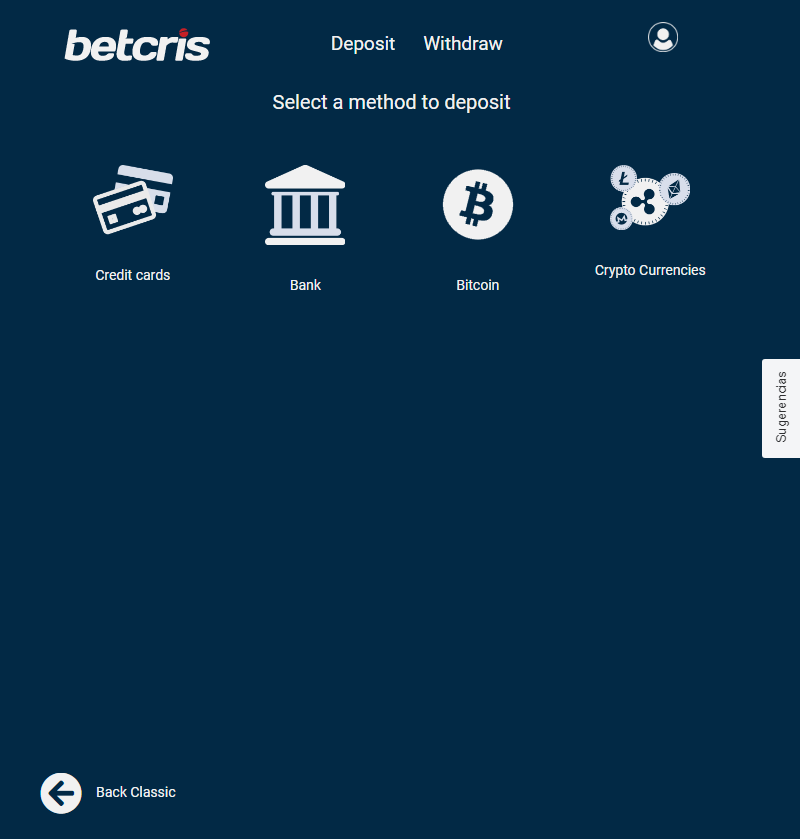 betcris
Deposit
Withdraw
Select a method to deposit
Credit cards
Bank
Bitcoin
Crypto Currencies
Sugerencias
Back Classic